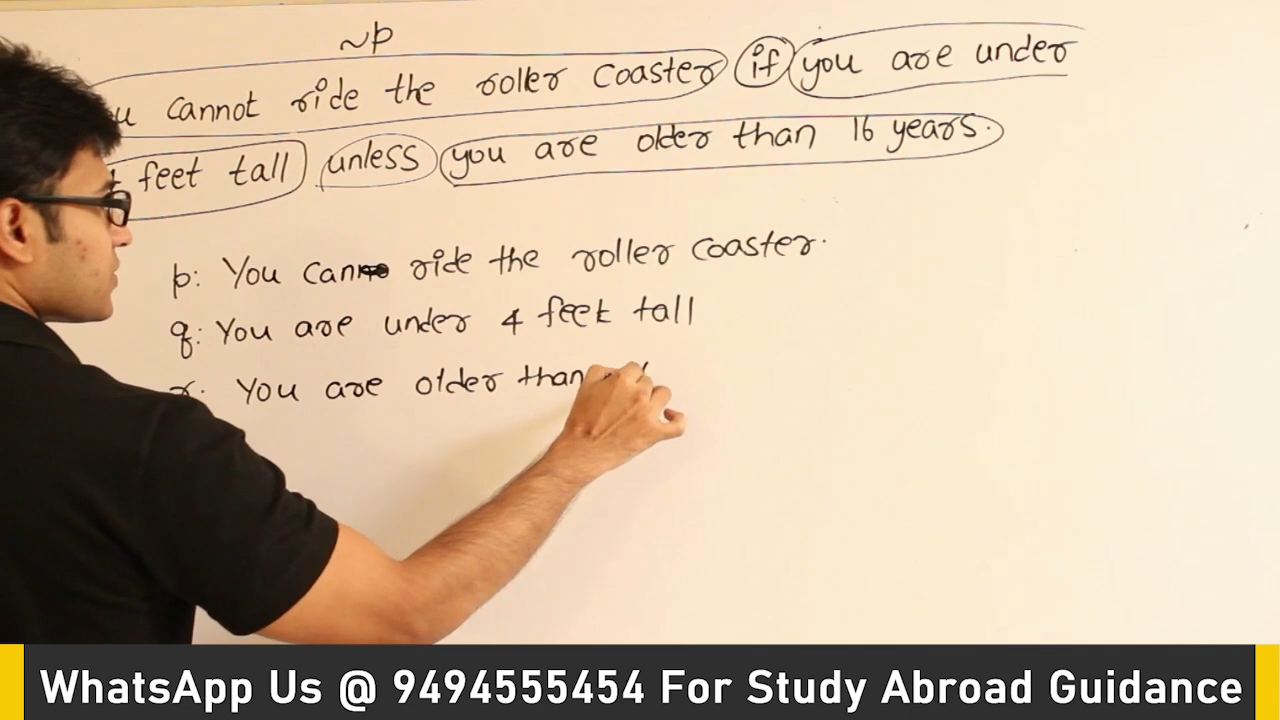 ~p
cannot ride the roller coaster if you are under
feet tall unless you are older than 16 years.
p: You can ride the roller coaster.
q: You are under 4 feet tall
r: You are older than
WhatsApp Us @ 9494555454 For Study Abroad Guidance